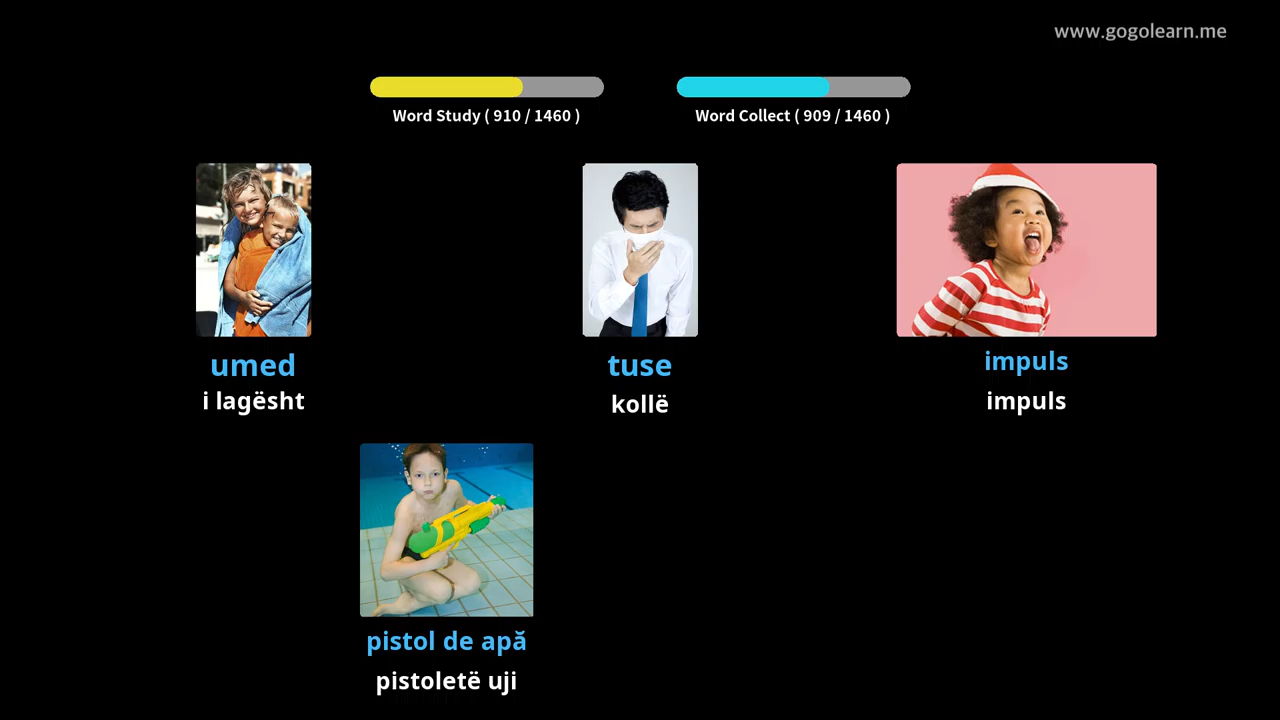 www.gogolearn.me
Word Study ( 910 / 1460 )
Word Collect ( 909 / 1460 )
umed
i lagësht
tuse
kollë
impuls
impuls
pistol de apă
pistoletë uji